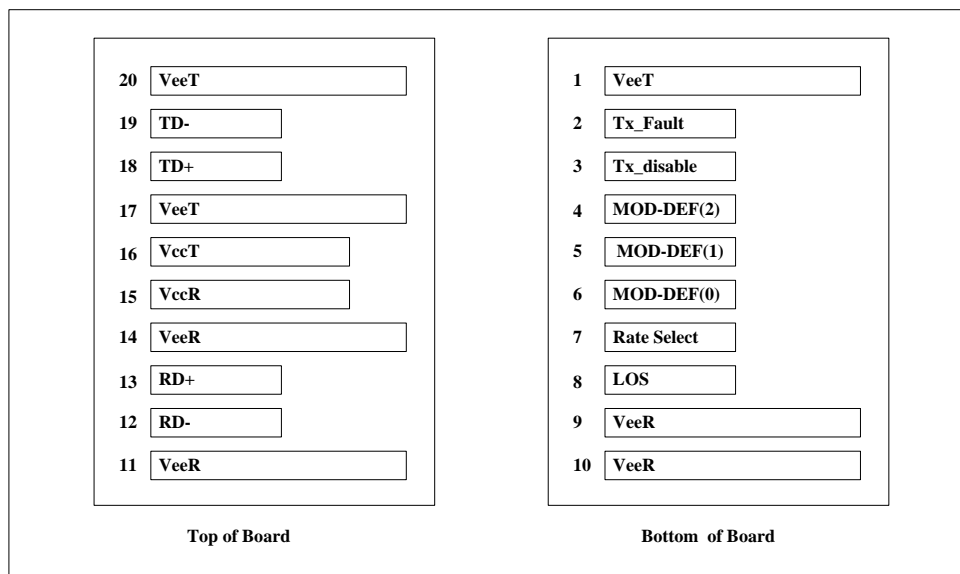 20 VeeT
19 TD-
18 TD+
17 VeeT
16 VccT
15 VccR
14 VeeR
13 RD+
12 RD-
11 VeeR
Top of Board
1 VeeT
2 Tx_Fault
3 Tx_disable
4 MOD-DEF(2)
5 MOD-DEF(1)
6 MOD-DEF(0)
7 Rate Select
8 LOS
9 VeeR
10 VeeR
Bottom of Board